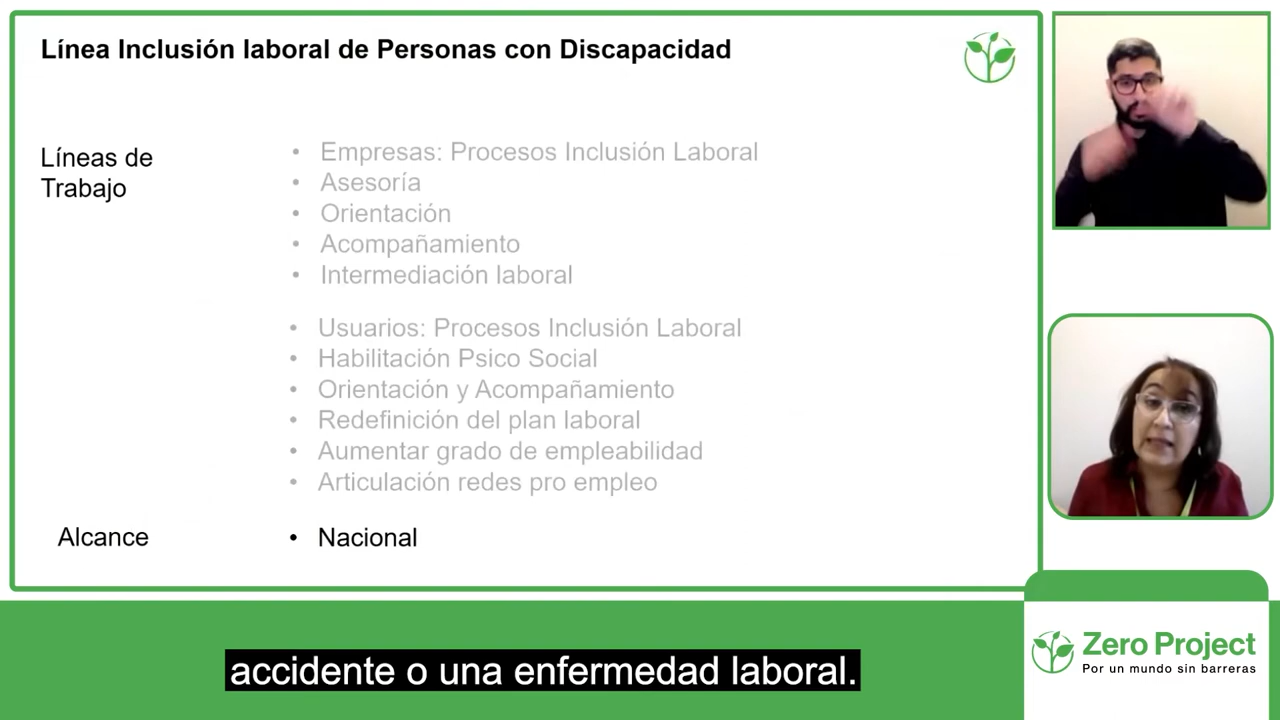 Línea Inclusión laboral de Personas con Discapacidad
Líneas de
Trabajo
• Empresas: Procesos Inclusión Laboral
• Asesoría
• Orientación
• Acompañamiento
• Intermediación laboral
• Usuarios: Procesos Inclusión Laboral
• Habilitación Psico Social
• Orientación y Acompañamiento
• Redefinición del plan laboral
• Aumentar grado de empleabilidad
• Articulación redes pro empleo
Alcance
• Nacional
accidente o una enfermedad laboral.
Zero Project
Por un mundo sin barreras